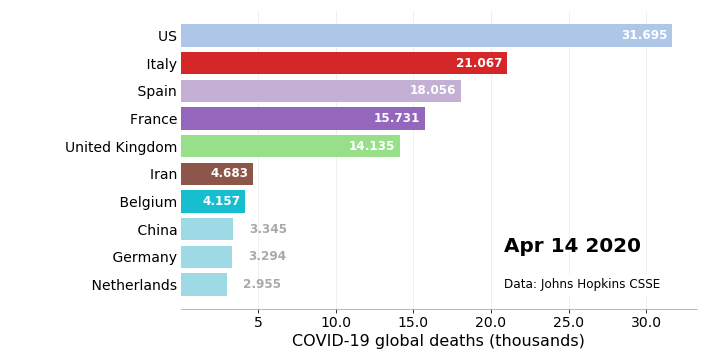 US 31.695
Italy 21.067
Spain 18.056
France 15.731
United Kingdom 14.135
Iran 4.683
Belgium 4.157
China 3.345
Germany 3.294
Netherlands 2.955
Apr 14 2020
Data: Johns Hopkins CSSE
5 10.0 15.0 20.0 25.0 30.0
COVID-19 global deaths (thousands)